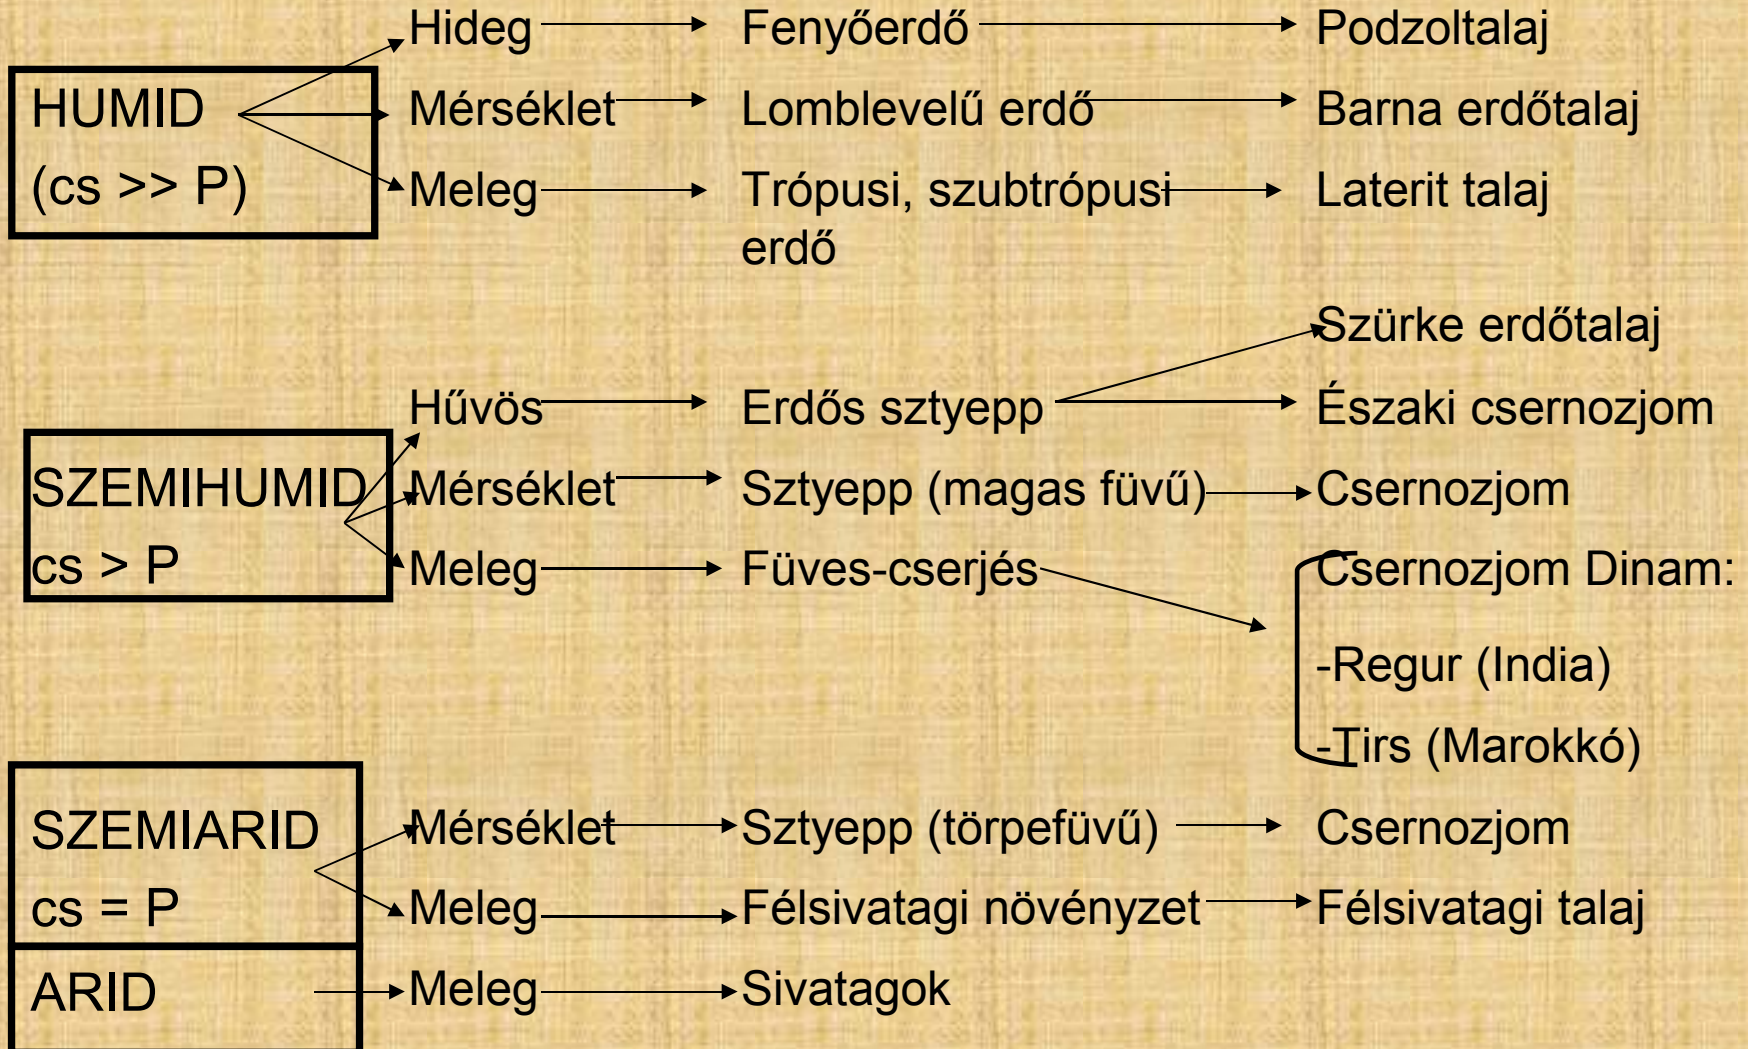 Hideg Fenyőerdő Podzoltalaj
HUMID Mérséklet Lomblevelű erdő Barna erdőtalaj
(cs >> P) Meleg Trópusi, szubtrópusi Laterit talaj
erdő
Szürke erdőtalaj
Hűvös Erdős sztyepp Északi csernozjom
SZEMIHUMID Mérséklet Sztyepp (magas füvű) Csernozjom
cs > P Meleg Füves-cserjés Csernozjom Dinam:
-Regur (India)
-Tirs (Marokkó)
SZEMIARID Mérséklet Sztyepp (törpefüvű) Csernozjom
cs = P Meleg Félsivatagi növényzet Félsivatagi talaj
ARID Meleg Sivatagok